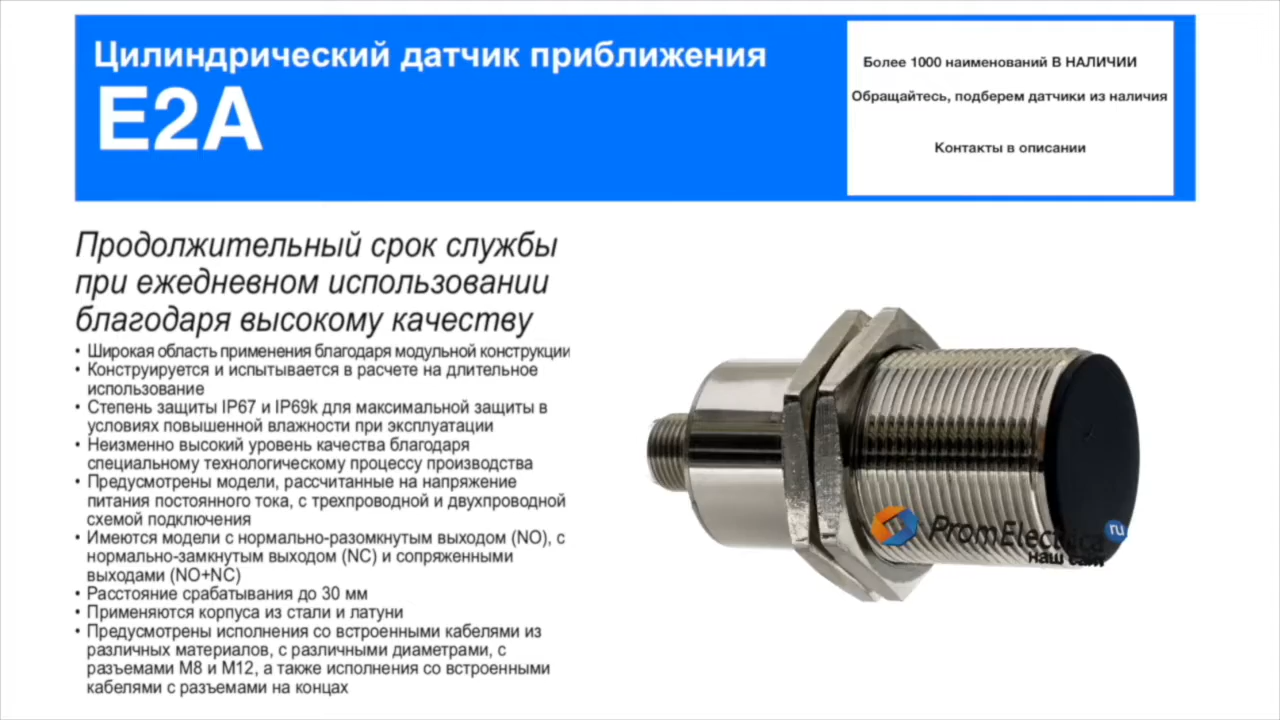 Цилиндрический датчик приближения
E2A
Более 1000 наименований В НАЛИЧИИ
Обращайтесь, подберем датчики из наличия
Контакты в описании
Продолжительный срок службы
при ежедневном использовании
благодаря высокому качеству
• Широкая область применения благодаря модульной конструкции
• Конструируется и испытывается в расчете на длительное
использование
• Степень защиты IP67 и IP69k для максимальной защиты в
условиях повышенной влажности при эксплуатации
• Неизменно высокий уровень качества благодаря
специальному технологическому процессу производства
• Предусмотрены модели, рассчитанные на напряжение
питания постоянного тока, с трехпроводной и двухпроводной
схемой подключения
• Имеются модели с нормально-разомкнутым выходом (NO), с
нормально-замкнутым выходом (NC) и сопряженными
выходами (NO+NC)
• Расстояние срабатывания до 30 мм
• Применяются корпуса из стали и латуни
• Предусмотрены исполнения со встроенными кабелями из
различных материалов, с различными диаметрами, с
разъемами M8 и M12, а также исполнения со встроенными
кабелями с разъемами на концах
PromElectrica ru
наш сайт